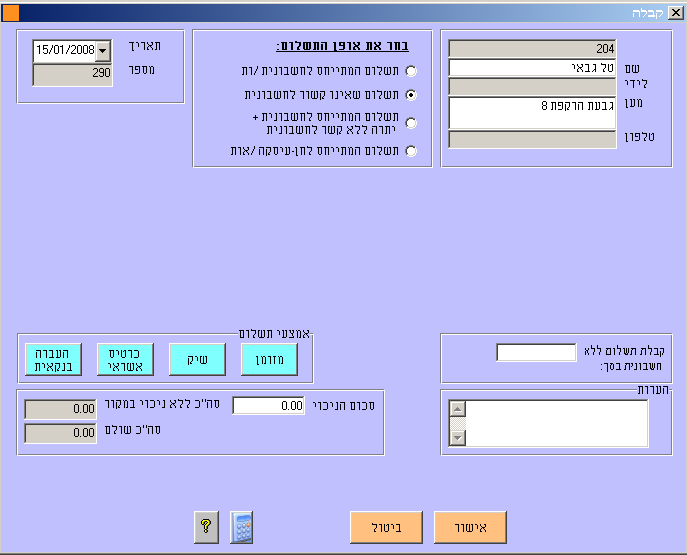 קבלה
204
שם
טל גבאי
לידי
מען
גבעת הרקפת 8
טלפון
בחר את אופן התשלום:
תשלום המתייחס לחשבונית /ות
תשלום שאינו קשור לחשבונית
תשלום המתייחס לחשבונית +
יתרה ללא קשר לחשבונית
תשלום המתייחס לחן-עיסקה /אות
תאריך
15/01/2008
מספר
290
קבלת תשלום ללא
חשבונית בסך:
אמצעי תשלום
מזומן
שיק
כרטיס
אשראי
העברה
בנקאית
הערות
סכום הניכוי 0.00
סה"כ ללא ניכוי במקור 0.00
סה"כ שולם 0.00
אישור
ביטול
?